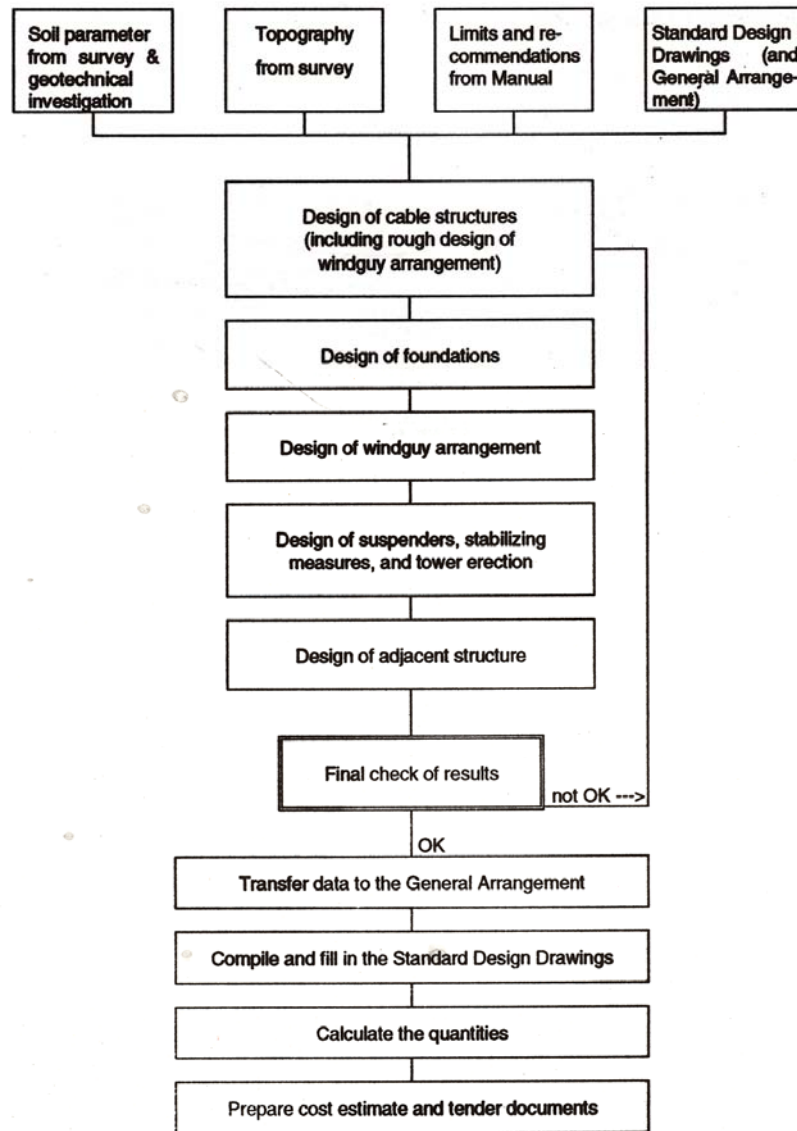 Soil parameter
from survey &
geotechnical
investigation
Topography
from survey
Limits and re-
commendations
from Manual
Standard Design
Drawings (and
General Arrange-
ment)
Design of cable structures
(including rough design of
windguy arrangement)
Design of foundations
Design of windguy arrangement
Design of suspenders, stabilizing
measures, and tower erection
Design of adjacent structure
Final check of results
not OK --->
OK
Transfer data to the General Arrangement
Compile and fill in the Standard Design Drawings
Calculate the quantities
Prepare cost estimate and tender documents